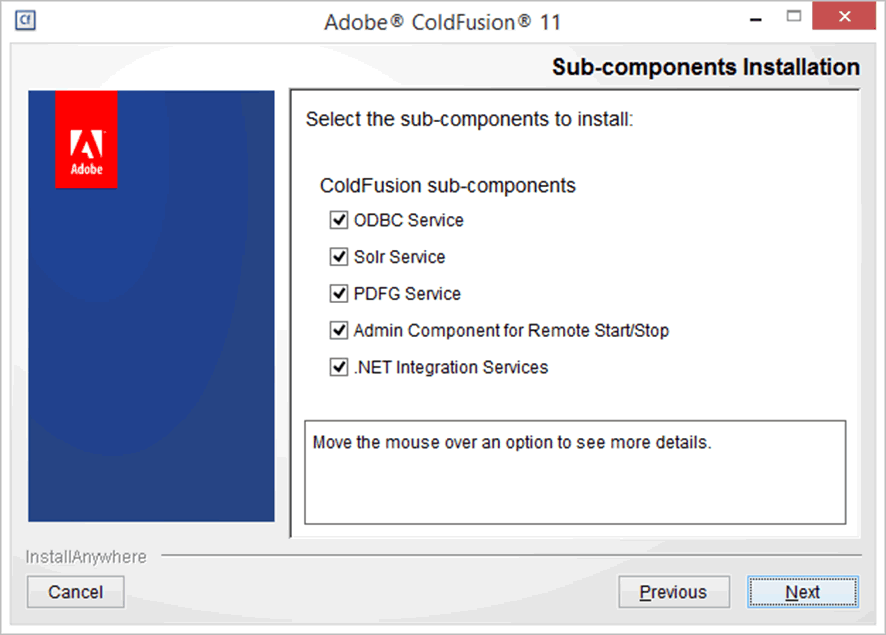 Cf
Adobe® ColdFusion® 11
Sub-components Installation
Adobe
Select the sub-components to install:
ColdFusion sub-components
ODBC Service
Solr Service
PDFG Service
Admin Component for Remote Start/Stop
.NET Integration Services
Move the mouse over an option to see more details.
InstallAnywhere
Cancel
Previous
Next